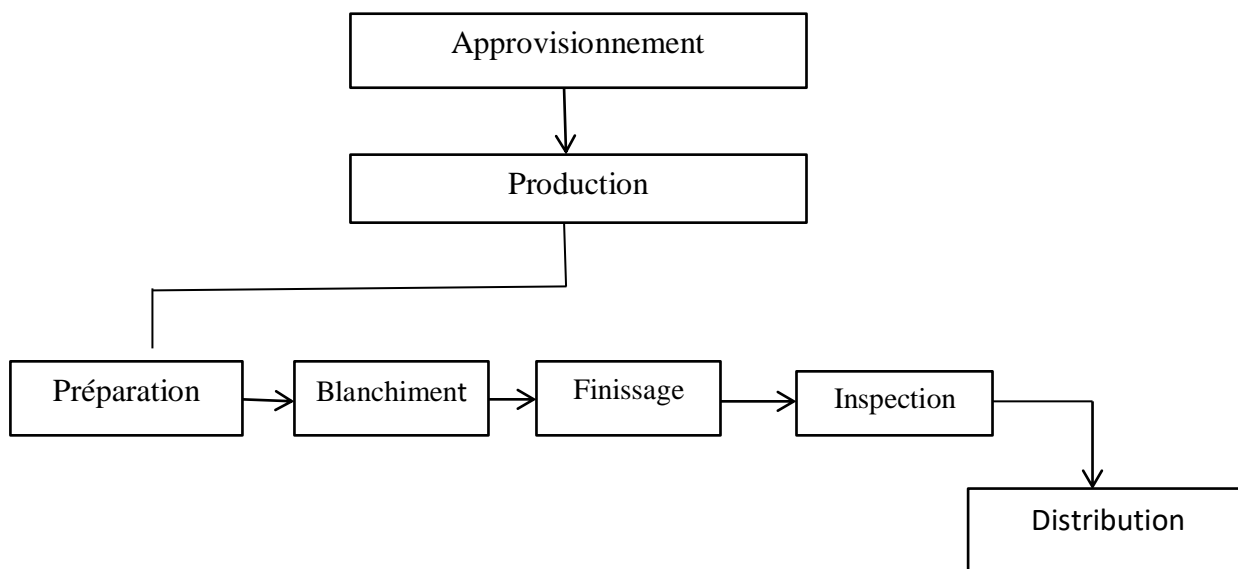 Approvisionnement
Production
Préparation
Blanchiment
Finissage
Inspection
Distribution